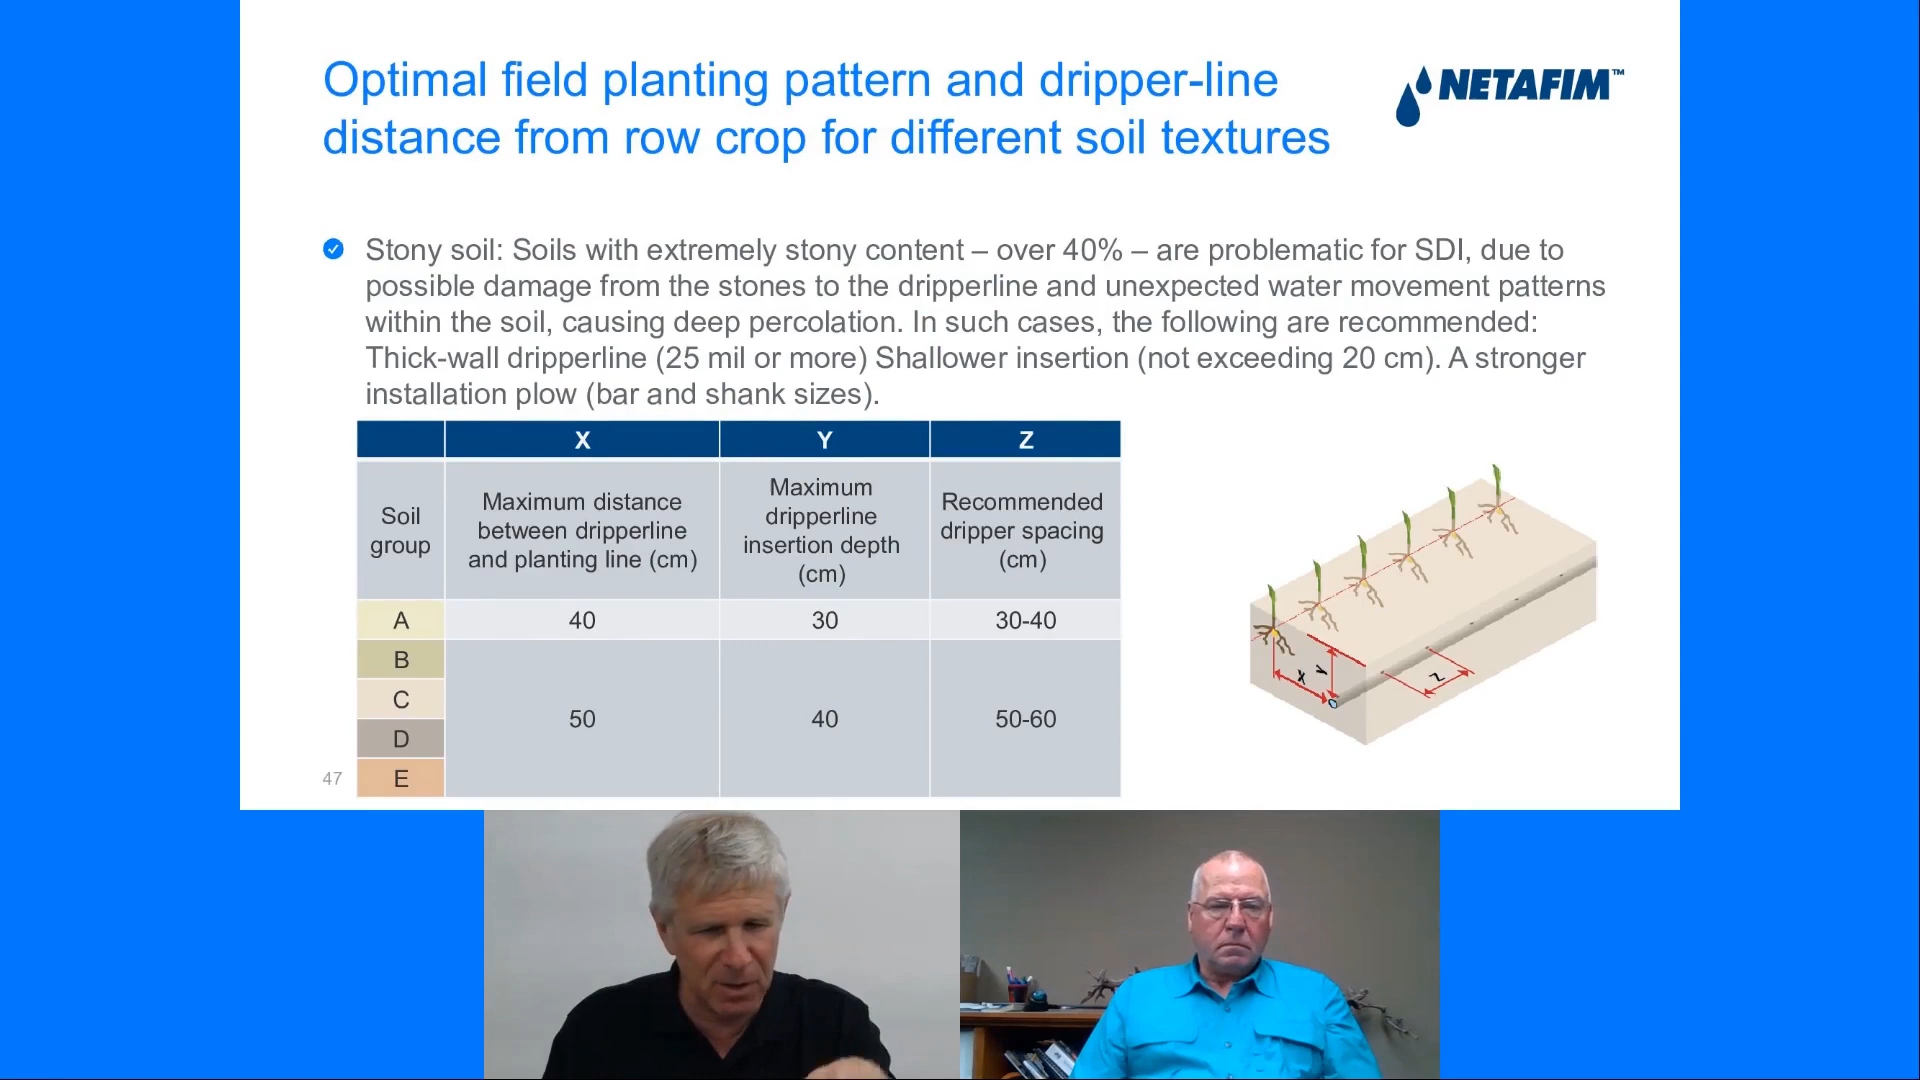 Optimal field planting pattern and dripper-line
distance from row crop for different soil textures
NETAFIM™
Stony soil: Soils with extremely stony content – over 40% – are problematic for SDI, due to
possible damage from the stones to the dripperline and unexpected water movement patterns
within the soil, causing deep percolation. In such cases, the following are recommended:
Thick-wall dripperline (25 mil or more) Shallower insertion (not exceeding 20 cm). A stronger
installation plow (bar and shank sizes).
X Y Z
Soil
group
Maximum distance
between dripperline
and planting line (cm)
Maximum
dripperline
insertion depth
(cm)
Recommended
dripper spacing
(cm)
A 40 30 30-40
B
C
D
E
50 40 50-60
X
Y
Z
47